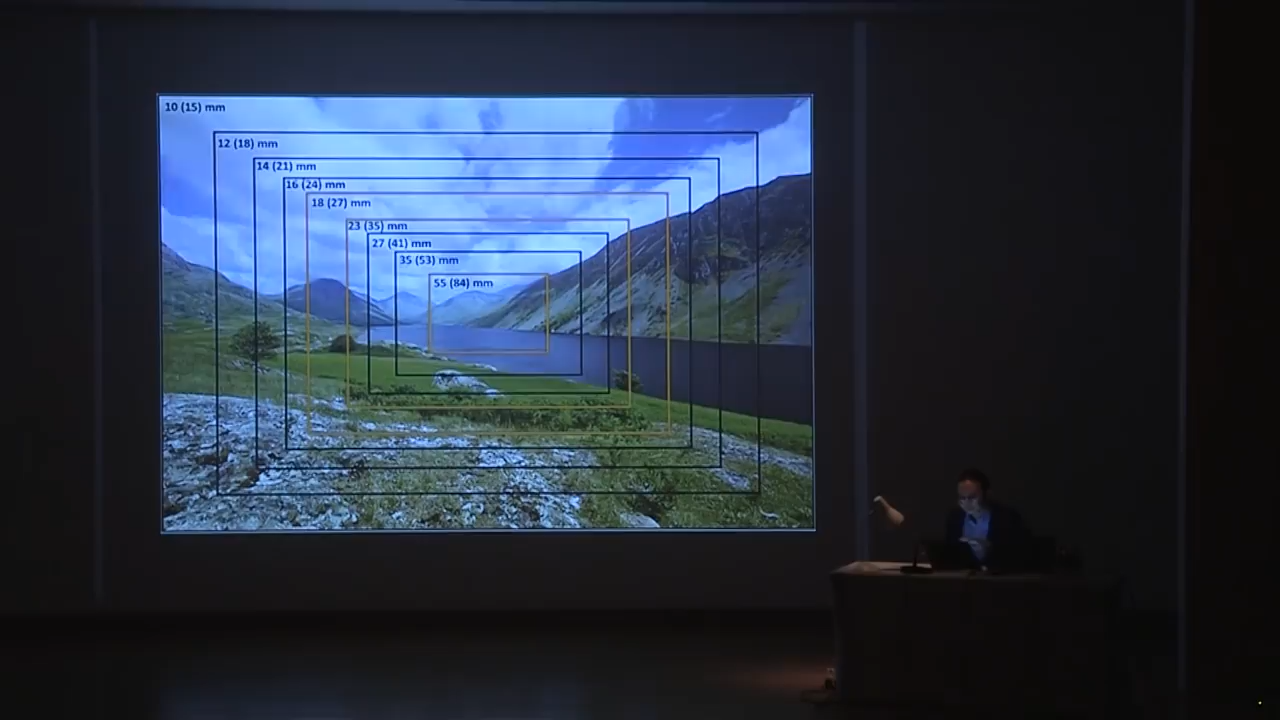 10 (15) mm
12 (18) mm
14 (21) mm
16 (24) mm
18 (27) mm
23 (35) mm
27 (41) mm
35 (53) mm
55 (84) mm